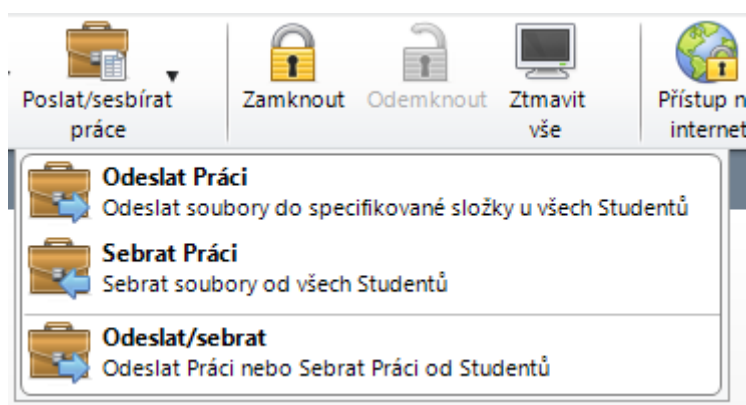 Poslat/sesbírat
práce
Zamknout
Odemknout
Ztmavit
vše
Přístup n
internet
Odeslat Práci
Odeslat soubory do specifikované složky u všech Studentů
Sebrat Práci
Sebrat soubory od všech Studentů
Odeslat/sebrat
Odeslat Práci nebo Sebrat Práci od Studentů